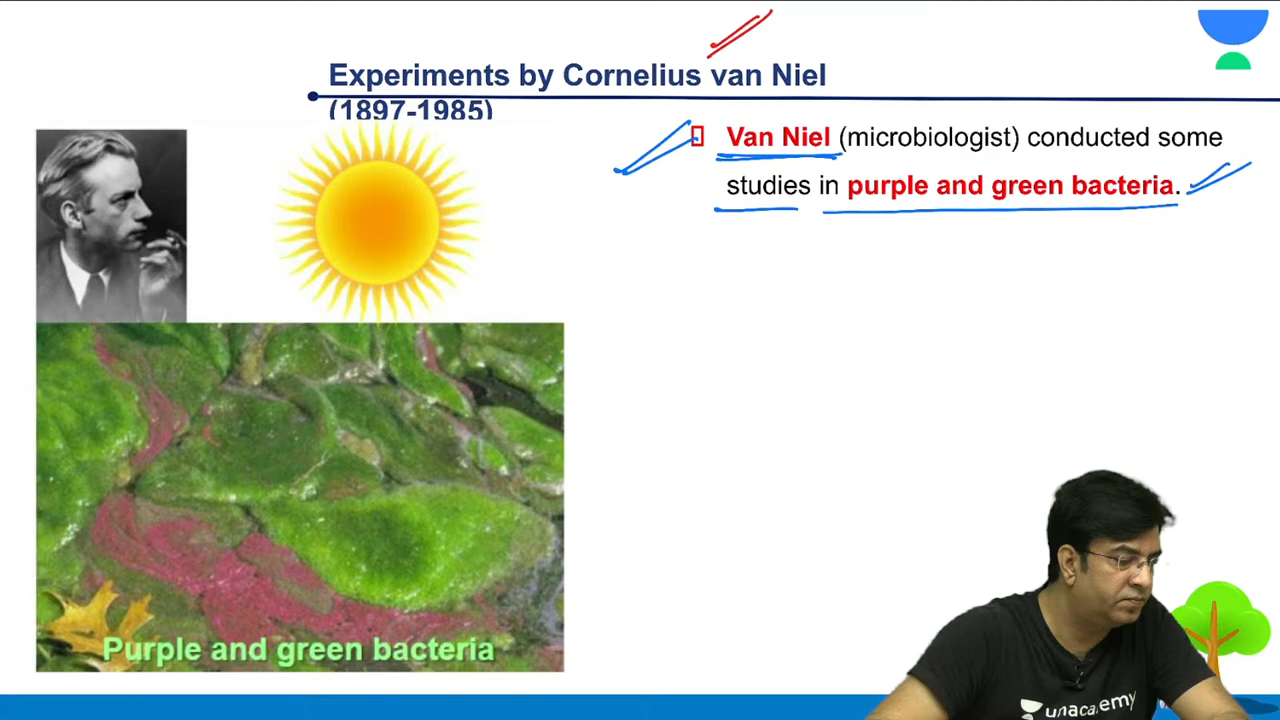 Experiments by Cornelius van Niel
(1897-1985)
Van Niel (microbiologist) conducted some
studies in purple and green bacteria.
Purple and green bacteria
unacademy